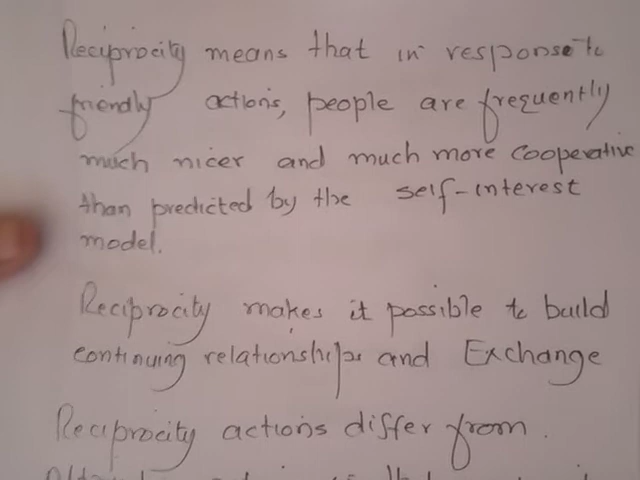 Reciprocity means that in response to
friendly actions, people are frequently
much nicer and much more cooperative
than predicted by the self-interest
model.
Reciprocity makes it possible to build
continuing relationships and Exchange
Reciprocity actions differ from.